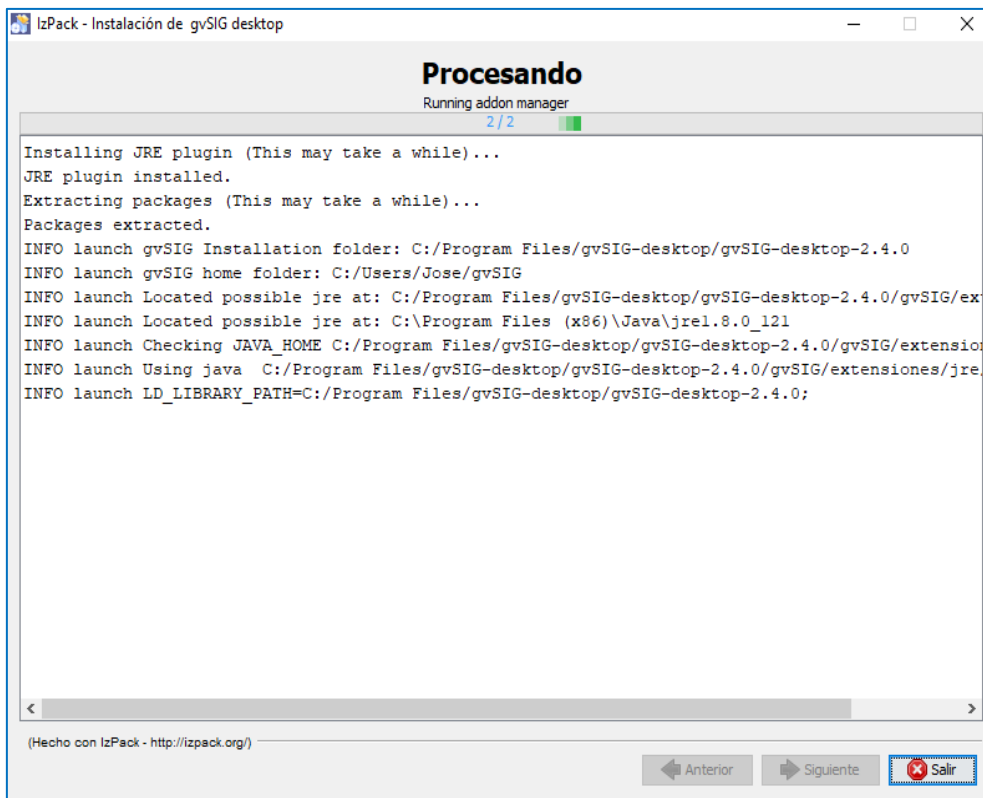 IzPack - Instalación de gvSIG desktop
Procesando
Running addon manager
2 / 2
Installing JRE plugin (This may take a while)...
JRE plugin installed.
Extracting packages (This may take a while)...
Packages extracted.
INFO launch gvSIG Installation folder: C:/Program Files/gvSIG-desktop/gvSIG-desktop-2.4.0
INFO launch gvSIG home folder: C:/Users/Jose/gvSIG
INFO launch Located possible jre at: C:/Program Files/gvSIG-desktop/gvSIG-desktop-2.4.0/gvSIG/ex
INFO launch Located possible jre at: C:\Program Files (x86)\Java\jre1.8.0_121
INFO launch Checking JAVA_HOME C:/Program Files/gvSIG-desktop/gvSIG-desktop-2.4.0/gvSIG/extension
INFO launch Using java  C:/Program Files/gvSIG-desktop/gvSIG-desktop-2.4.0/gvSIG/extensiones/jre/
INFO launch LD_LIBRARY_PATH=C:/Program Files/gvSIG-desktop/gvSIG-desktop-2.4.0;
(Hecho con IzPack - http://izpack.org/)
Anterior
Siguiente
Salir